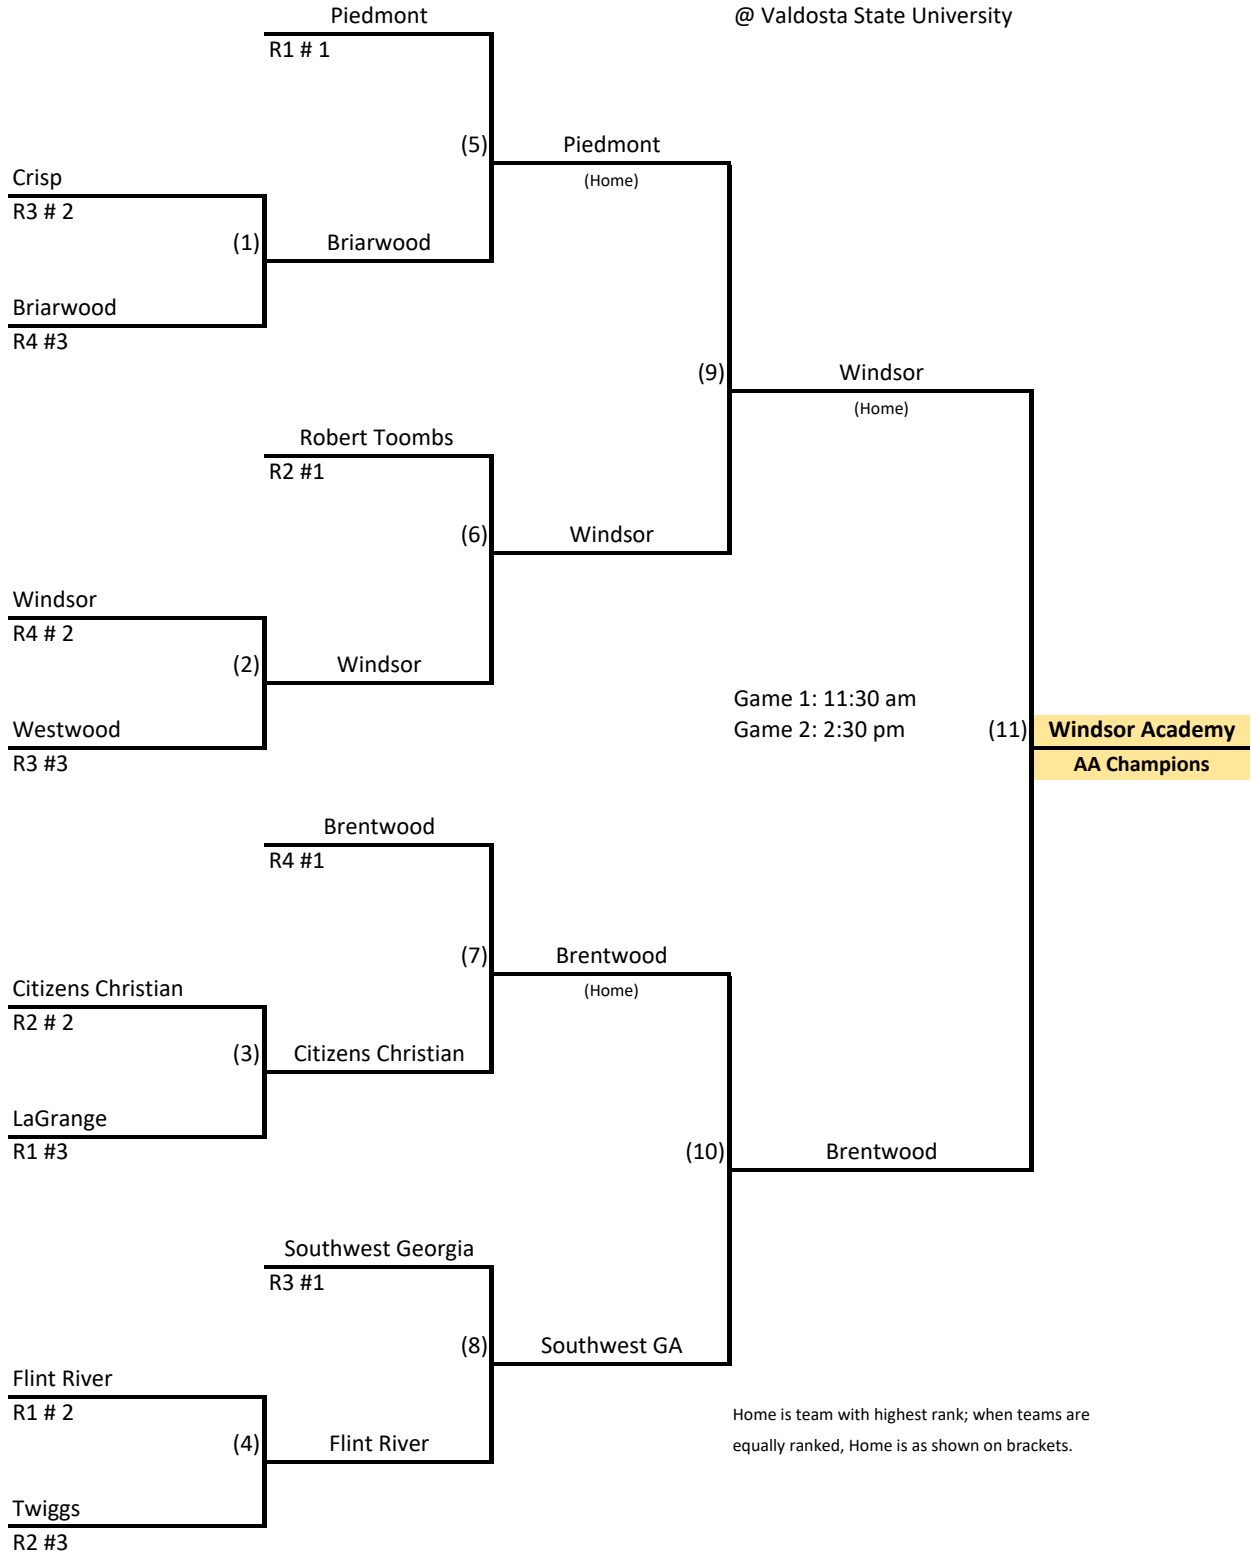 Piedmont
@ Valdosta State University
R1 # 1
(5)
Piedmont
(Home)
Crisp
R3 # 2
(1)
Briarwood
Briarwood
R4 #3
(9)
Windsor
(Home)
Robert Toombs
R2 #1
(6)
Windsor
Windsor
R4 # 2
(2)
Windsor
Westwood
R3 #3
Game 1: 11:30 am
Game 2: 2:30 pm
(11)
Windsor Academy
AA Champions
Brentwood
R4 #1
(7)
Brentwood
(Home)
Citizens Christian
R2 # 2
(3)
Citizens Christian
LaGrange
R1 #3
(10)
Brentwood
Southwest Georgia
R3 #1
(8)
Southwest GA
Flint River
R1 # 2
(4)
Flint River
Twiggs
R2 #3
Home is team with highest rank; when teams are
equally ranked, Home is as shown on brackets.